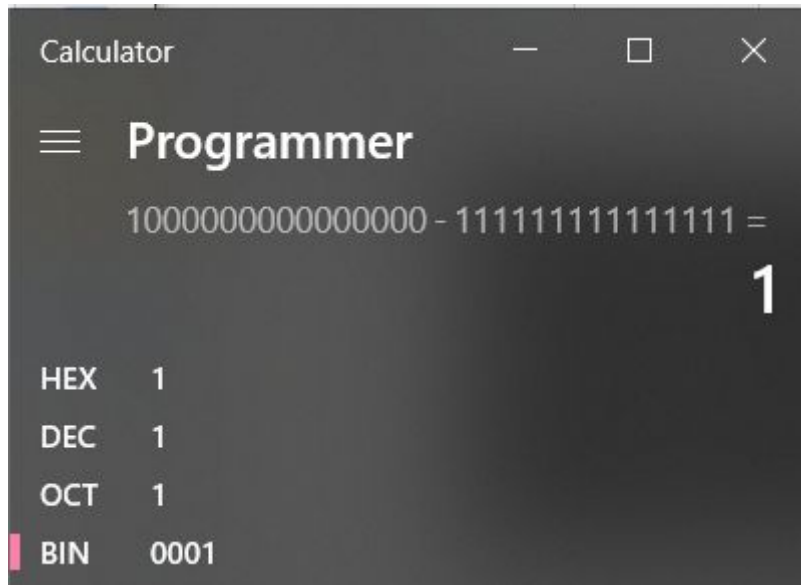 Calculator
Programmer
1000000000000000 - 111111111111111 =
1
HEX 1
DEC 1
OCT 1
BIN 0001